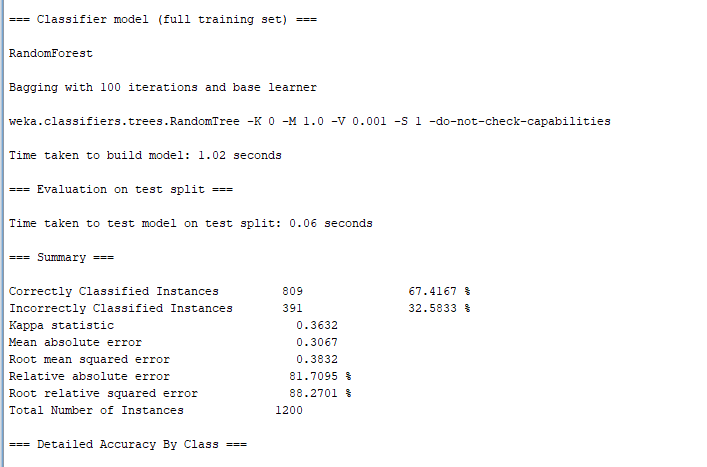 === Classifier model (full training set) ===
RandomForest
Bagging with 100 iterations and base learner
weka.classifiers.trees.RandomTree -K 0 -M 1.0 -V 0.001 -S 1 -do-not-check-capabilities
Time taken to build model: 1.02 seconds
=== Evaluation on test split ===
Time taken to test model on test split: 0.06 seconds
=== Summary ===
Correctly Classified Instances 809 67.4167 %
Incorrectly Classified Instances 391 32.5833 %
Kappa statistic 0.3632
Mean absolute error 0.3067
Root mean squared error 0.3832
Relative absolute error 81.7095 %
Root relative squared error 88.2701 %
Total Number of Instances 1200
=== Detailed Accuracy By Class ===